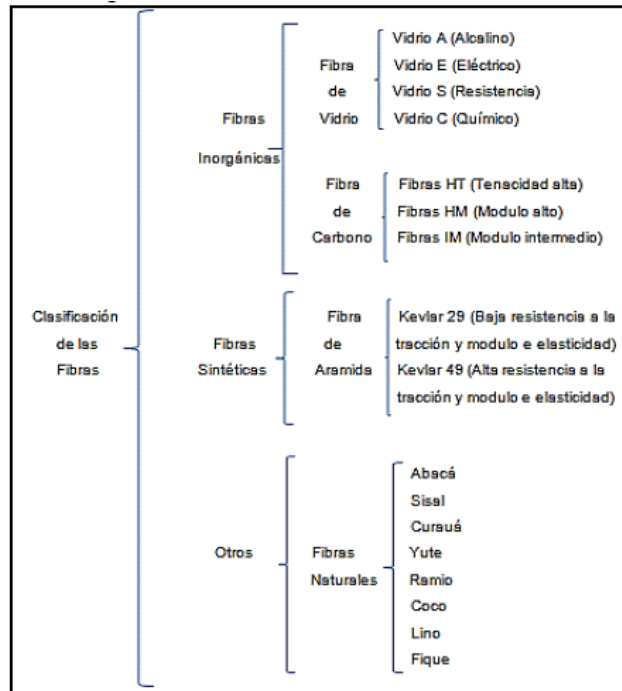 Clasificación
de las
Fibras
Fibras
Inorgánicas
Fibra
de
Vidrio
Vidrio A (Alcalino)
Vidrio E (Eléctrico)
Vidrio S (Resistencia)
Vidrio C (Químico)
Fibra
de
Carbono
Fibras HT (Tenacidad alta)
Fibras HM (Modulo alto)
Fibras IM (Modulo intermedio)
Fibras
Sintéticas
Fibra
de
Aramida
Kevlar 29 (Baja resistencia a la
tracción y modulo e elasticidad)
Kevlar 49 (Alta resistencia a la
tracción y modulo e elasticidad)
Otros
Fibras
Naturales
Abacá
Sisal
Curauá
Yute
Ramio
Coco
Lino
Fique